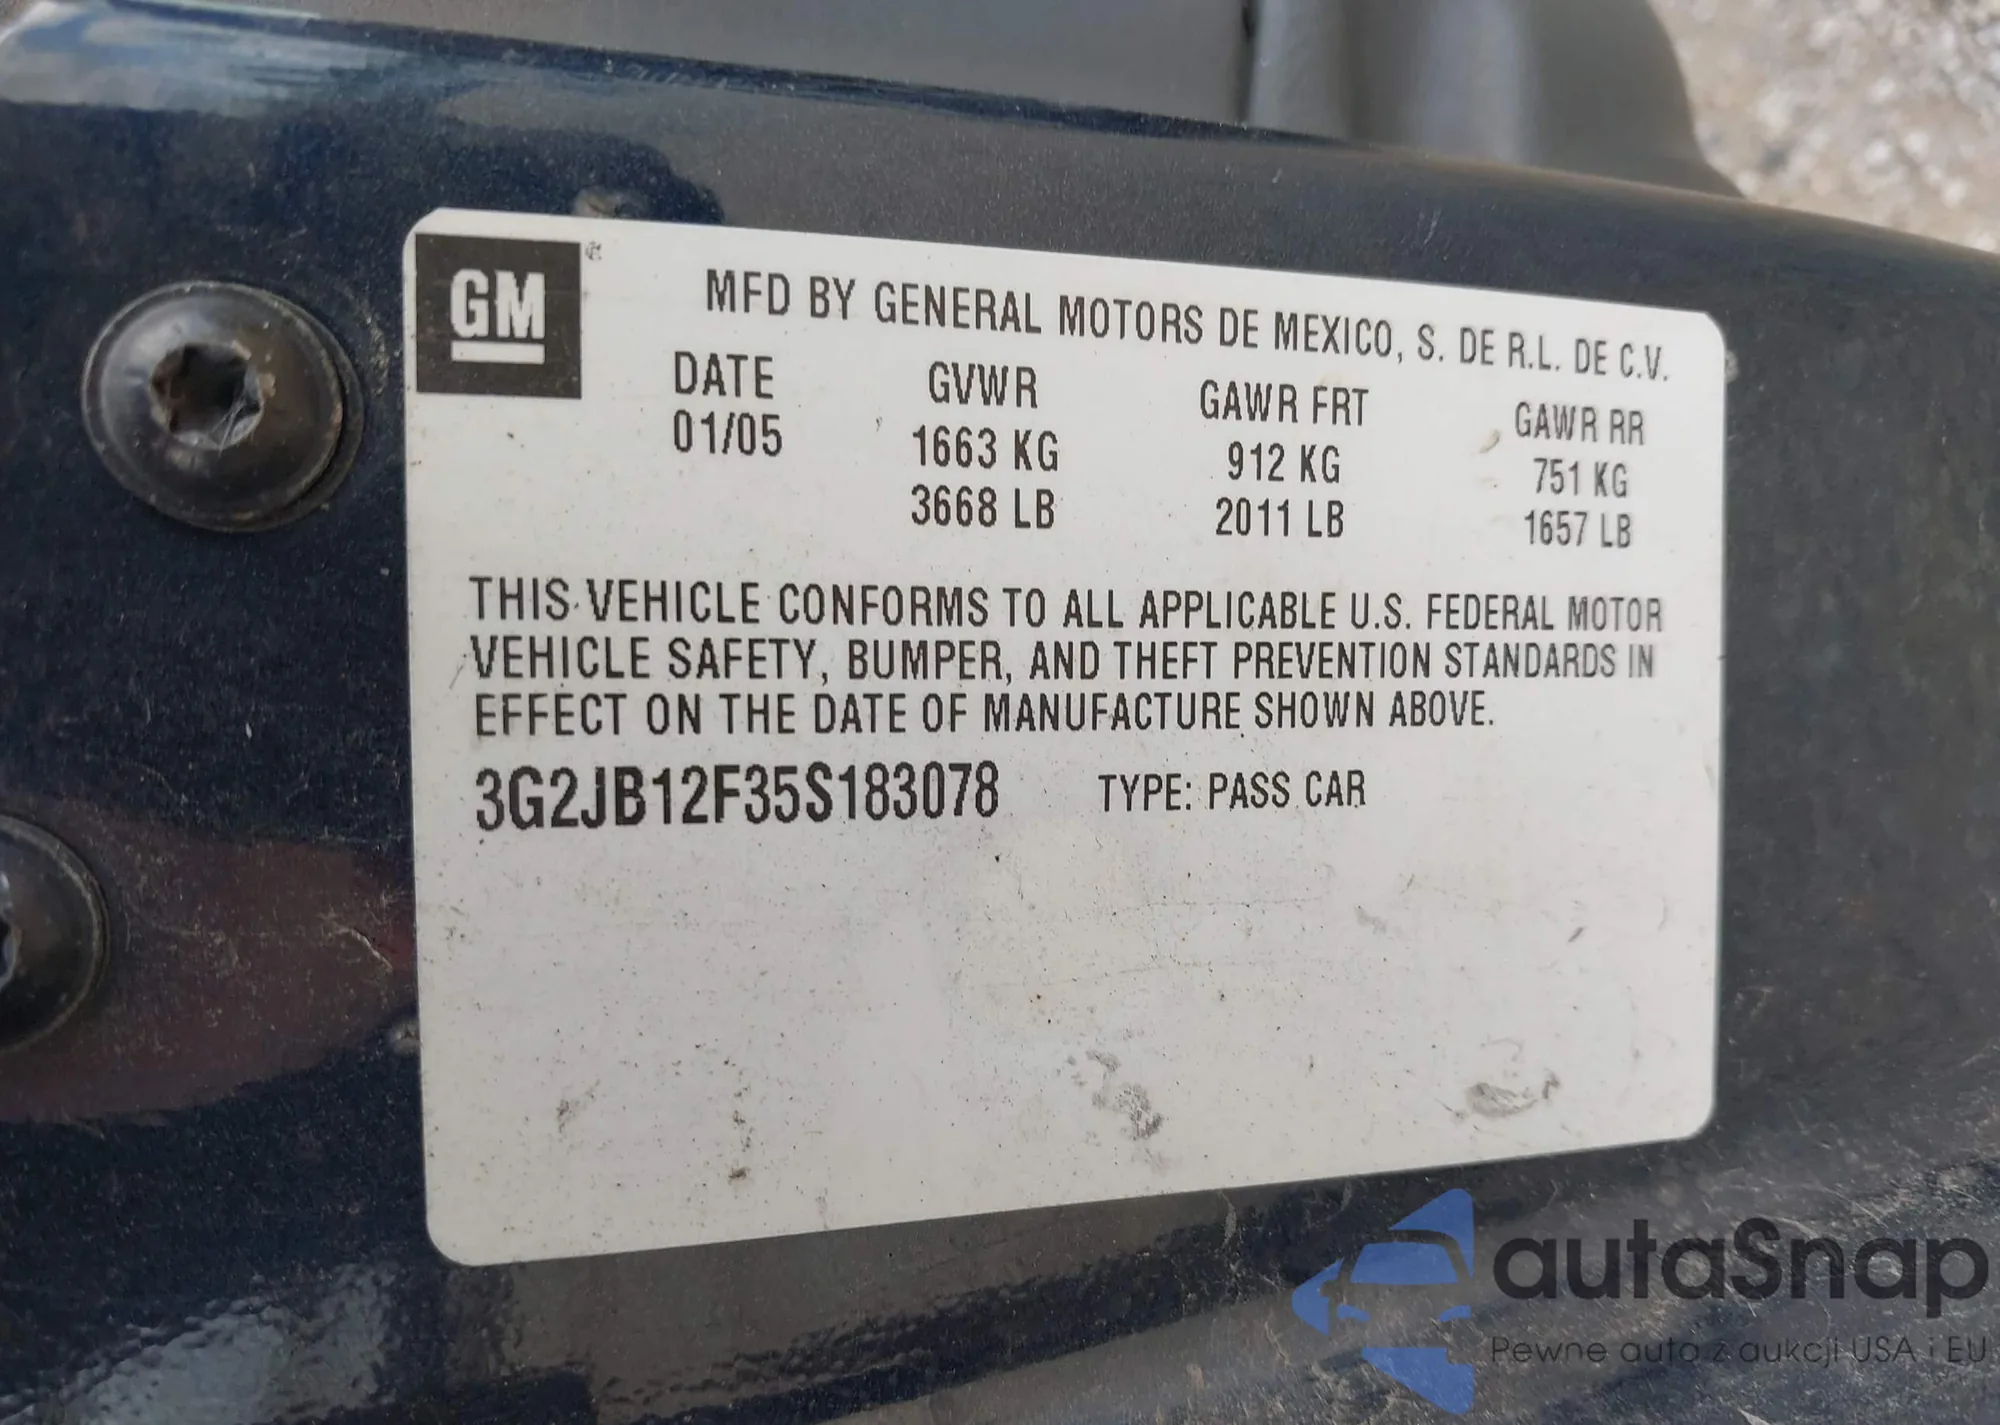 GM
MFD BY GENERAL MOTORS DE MEXICO, S. DE R.L. DE C.V.
DATE GVWR GAWR FRT GAWR RR
01/05 1663 KG 912 KG 751 KG
3668 LB 2011 LB 1657 LB
THIS VEHICLE CONFORMS TO ALL APPLICABLE U.S. FEDERAL MOTOR
VEHICLE SAFETY, BUMPER, AND THEFT PREVENTION STANDARDS IN
EFFECT ON THE DATE OF MANUFACTURE SHOWN ABOVE.
3G2JB12F35S183078 TYPE: PASS CAR
autaSnap
Pewne auto z aukcji USA i EU